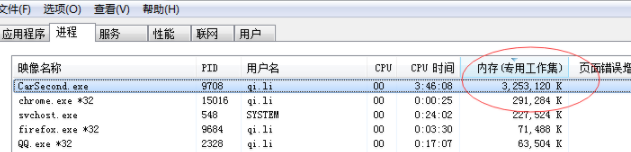 文件(F) 选项(O) 查看(V) 帮助(H)
应用程序 进程 服务 性能 联网 用户
映像名称 PID 用户名 CPU CPU 时间 内存(专用工作集) 页面错误增
CarSecond.exe 9708 qi.li 00 3:46:08 3,253,120 K
chrome.exe *32 15016 qi.li 00 0:00:25 291,284 K
svchost.exe 548 SYSTEM 00 0:24:02 227,524 K
firefox.exe *32 9684 qi.li 00 0:03:30 71,488 K
QQ.exe *32 2328 qi.li 00 0:17:07 63,504 K